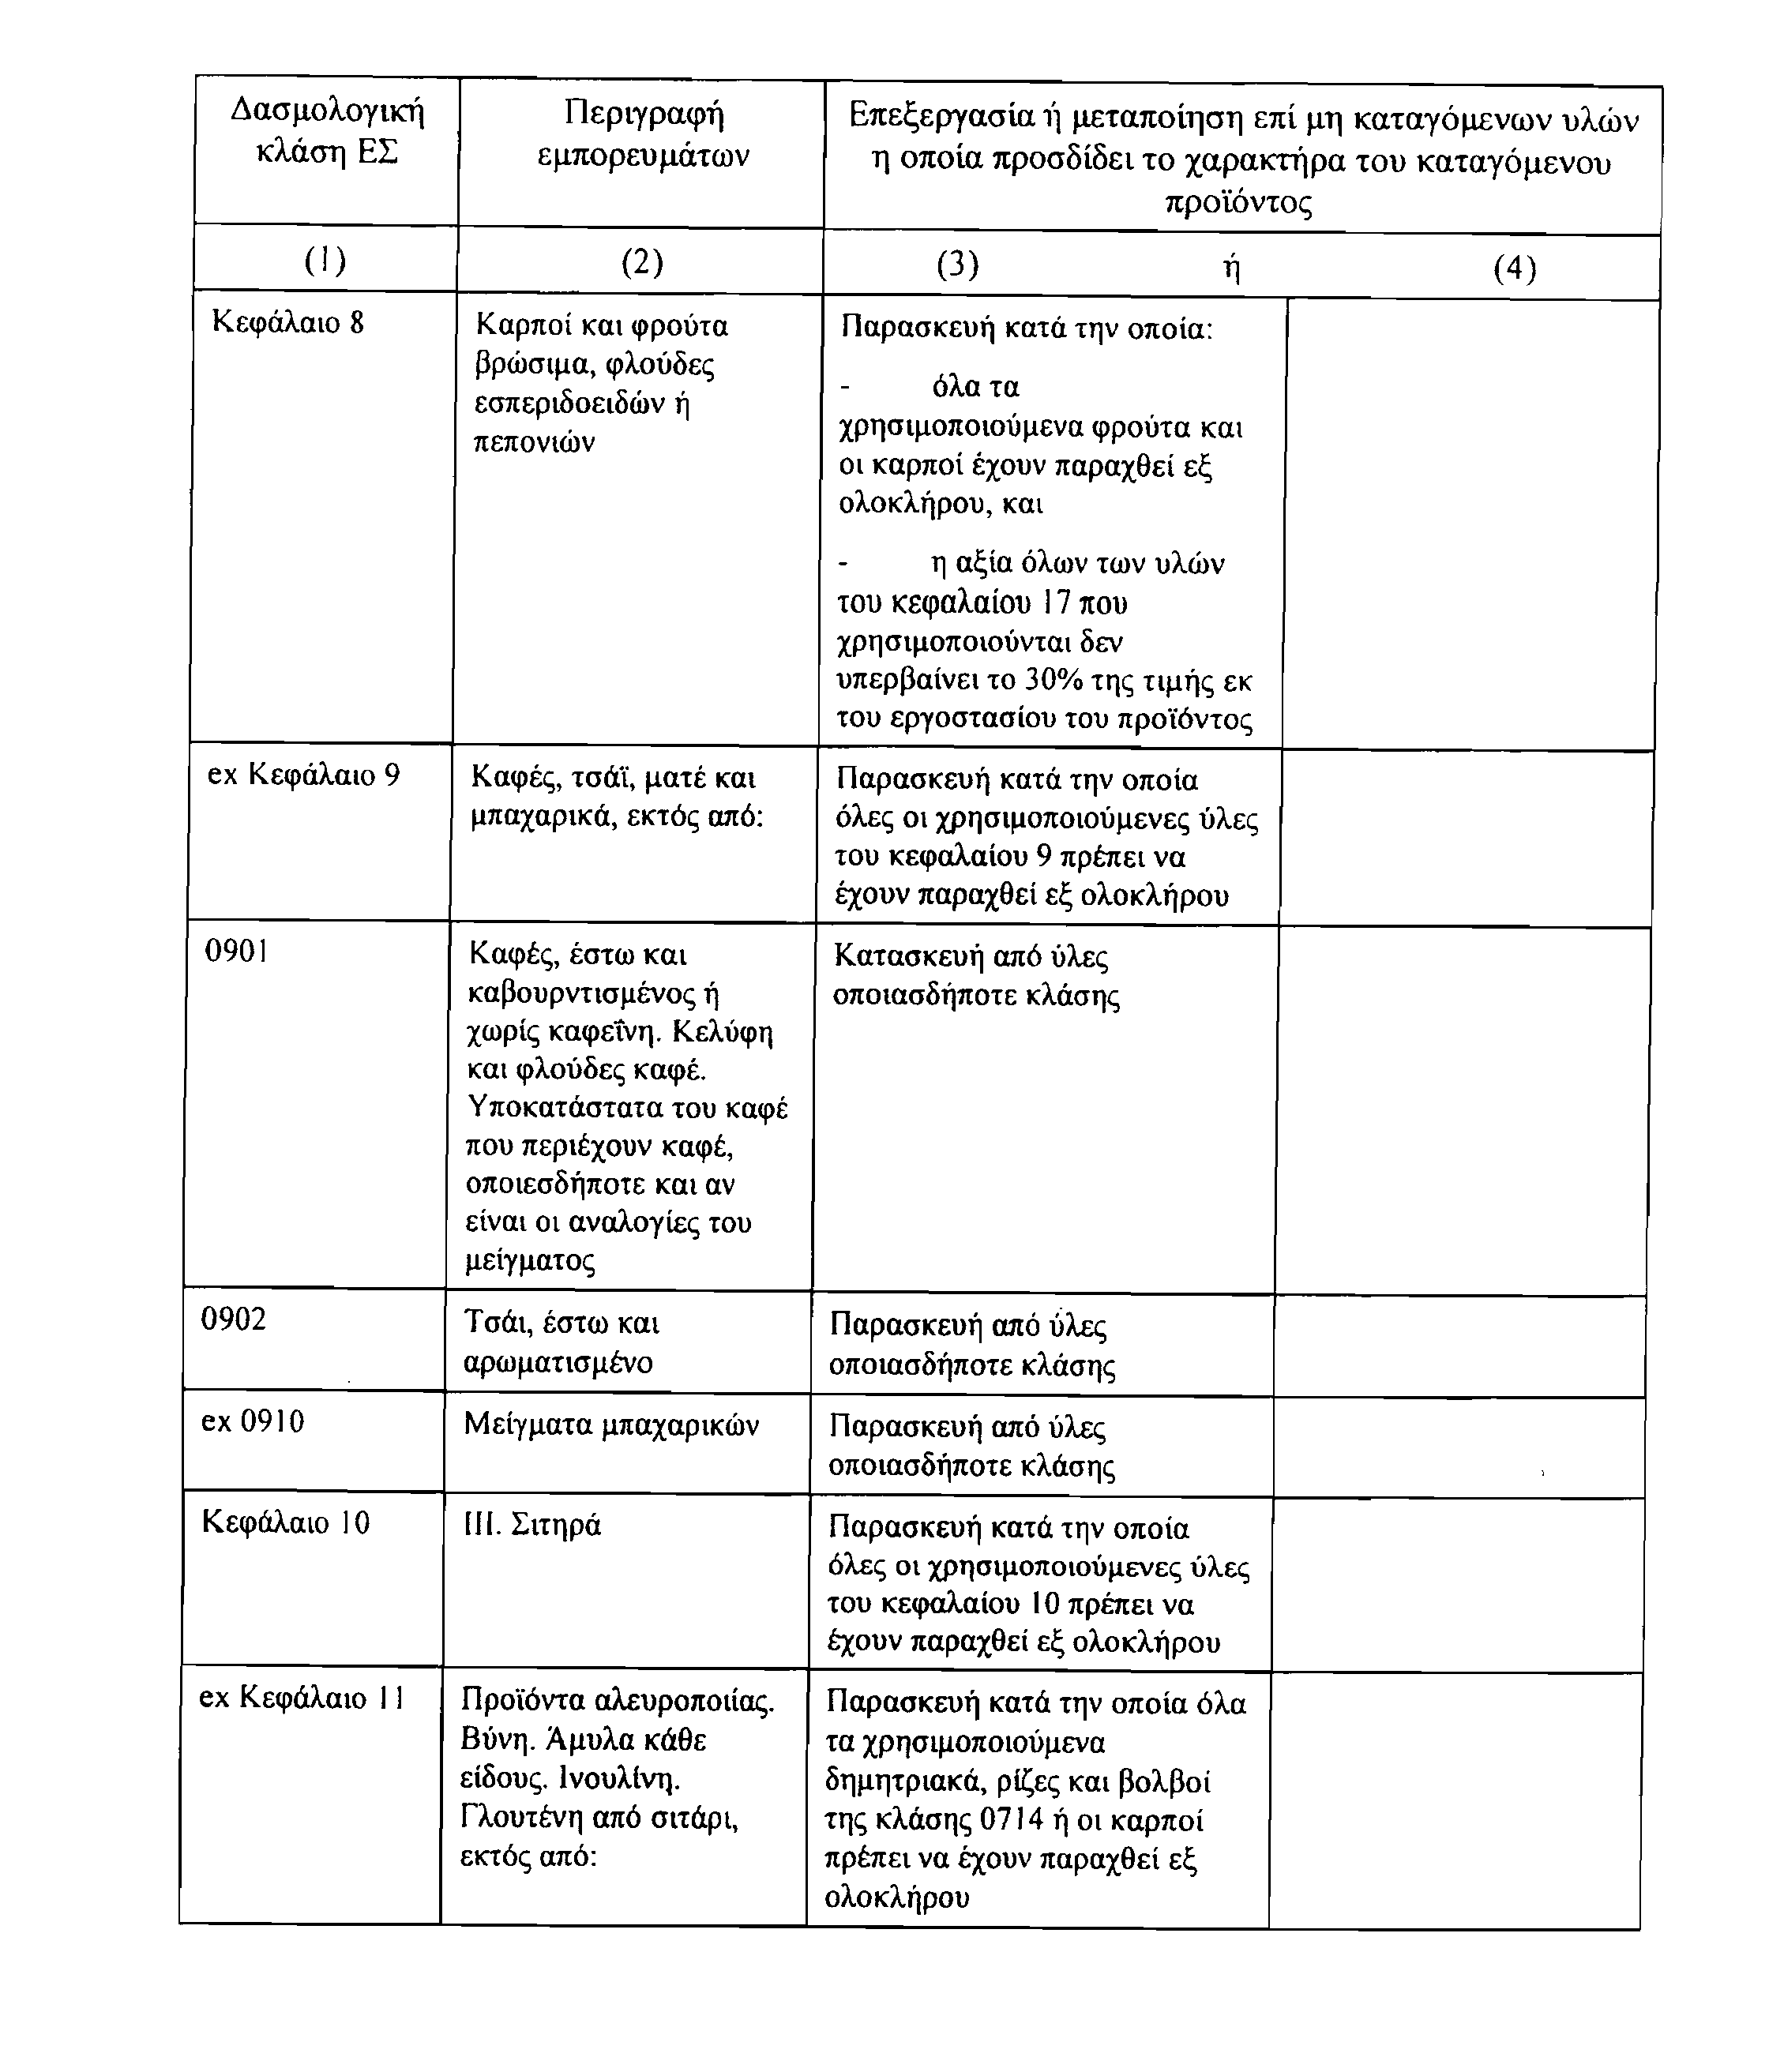 Δασμολογική
κλάση ΕΣ
Περιγραφή
εμπορευμάτων
Επεξεργασία ή μεταποίηση επί μη καταγόμενων υλών
η οποία προσδίδει το χαρακτήρα του καταγόμενου
προϊόντος
(1)
(2)
(3) ή (4)
Κεφάλαιο 8
Καρποί και φρούτα
βρώσιμα, φλούδες
εσπεριδοειδών ή
πεπονιών
Παρασκευή κατά την οποία:
- όλα τα
χρησιμοποιούμενα φρούτα και
οι καρποί έχουν παραχθεί εξ
ολοκλήρου, και
- η αξία όλων των υλών
του κεφαλαίου 17 που
χρησιμοποιούνται δεν
υπερβαίνει το 30% της τιμής εκ
του εργοστασίου του προϊόντος
ex Κεφάλαιο 9
Καφές, τσάϊ, ματέ και
μπαχαρικά, εκτός από:
Παρασκευή κατά την οποία
όλες οι χρησιμοποιούμενες ύλες
του κεφαλαίου 9 πρέπει να
έχουν παραχθεί εξ ολοκλήρου
0901
Καφές, έστω και
καβουρντισμένος ή
χωρίς καφεΐνη. Κελύφη
και φλούδες καφέ.
Υποκατάστατα του καφέ
που περιέχουν καφέ,
οποιεσδήποτε και αν
είναι οι αναλογίες του
μείγματος
Κατασκευή από ύλες
οποιασδήποτε κλάσης
0902
Τσάι, έστω και
αρωματισμένο
Παρασκευή από ύλες
οποιασδήποτε κλάσης
ex 0910
Μείγματα μπαχαρικών
Παρασκευή από ύλες
οποιασδήποτε κλάσης
Κεφάλαιο 10
III. Σιτηρά
Παρασκευή κατά την οποία
όλες οι χρησιμοποιούμενες ύλες
του κεφαλαίου 10 πρέπει να
έχουν παραχθεί εξ ολοκλήρου
ex Κεφάλαιο 11
Προϊόντα αλευροποιίας.
Βύνη. Άμυλα κάθε
είδους. Ινουλίνη.
Γλουτένη από σιτάρι,
εκτός από:
Παρασκευή κατά την οποία όλα
τα χρησιμοποιούμενα
δημητριακά, ρίζες και βολβοί
της κλάσης 0714 ή οι καρποί
πρέπει να έχουν παραχθεί εξ
ολοκλήρου